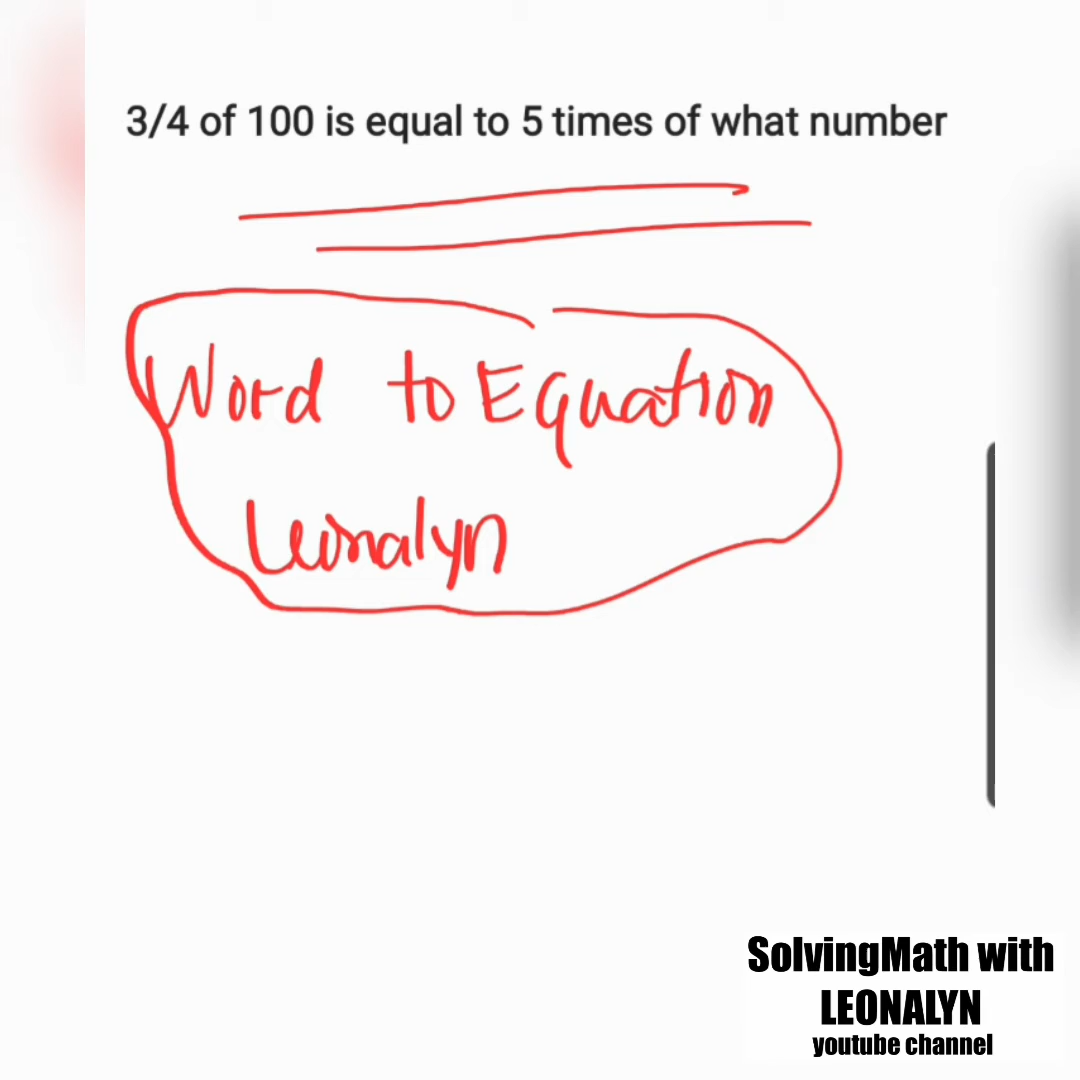 3/4 of 100 is equal to 5 times of what number
Word to Equation
Leonalyn
SolvingMath with
LEONALYN
youtube channel